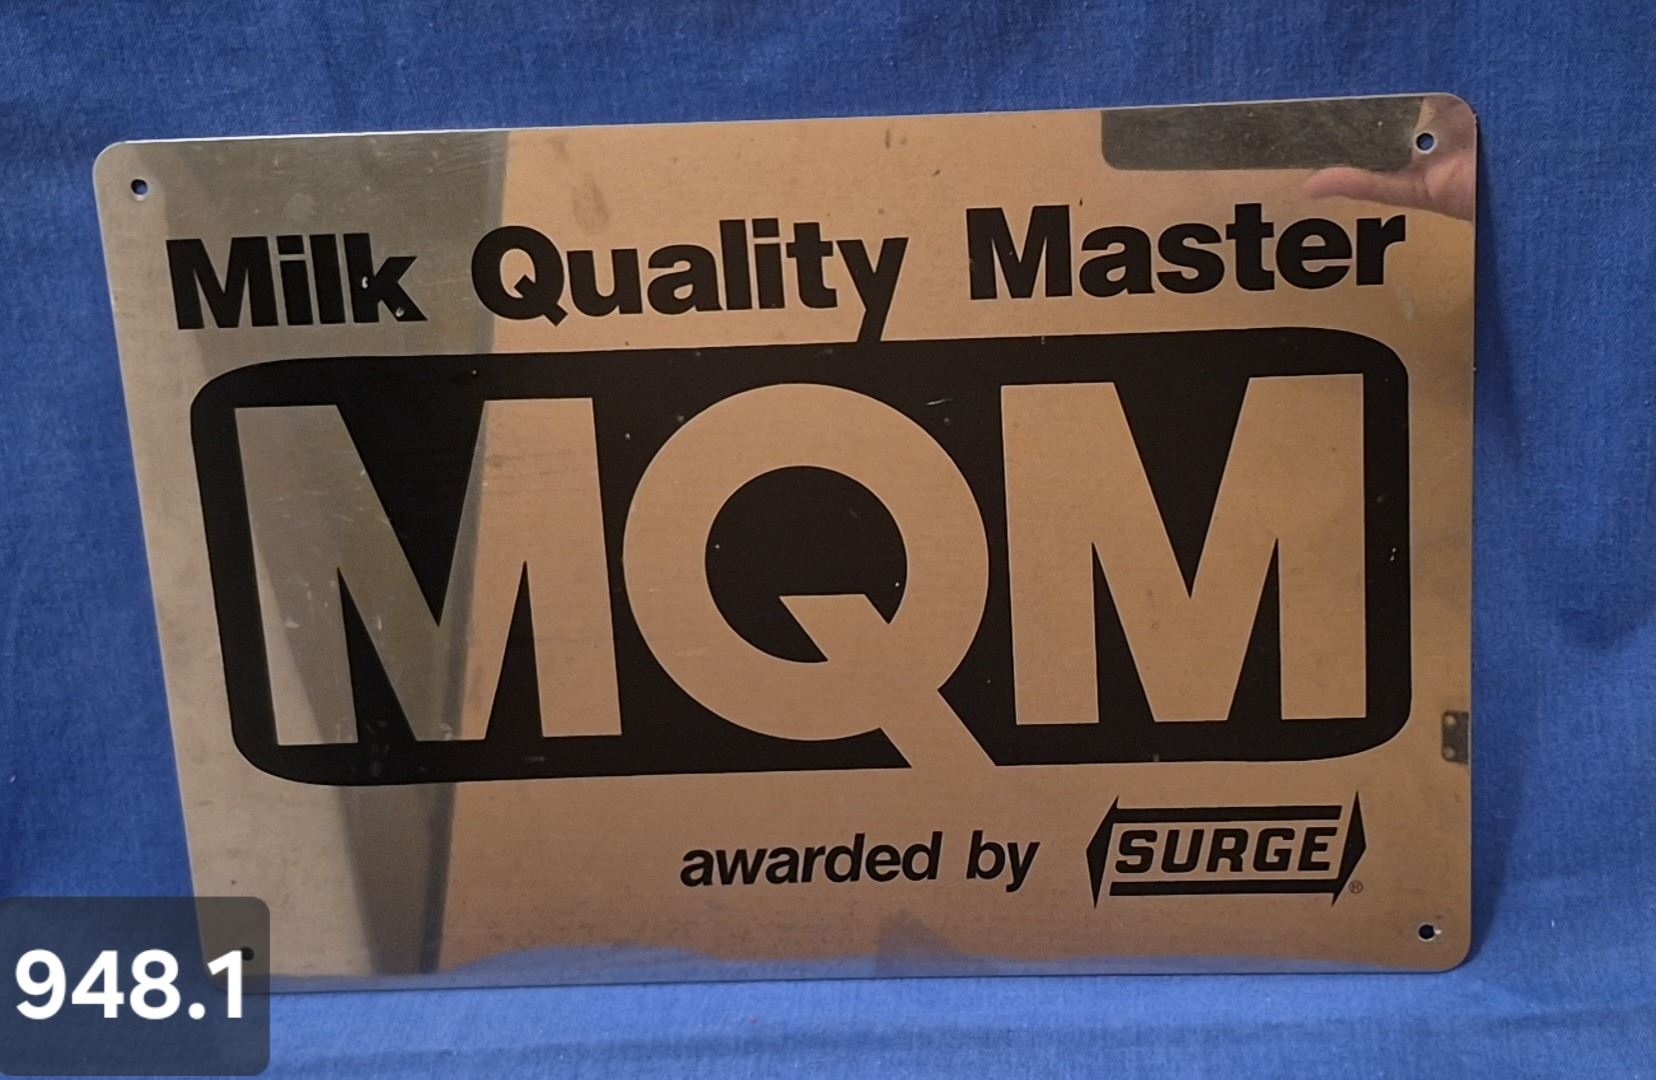 Milk Quality Master
MQM
awarded by SURGE®
948.1